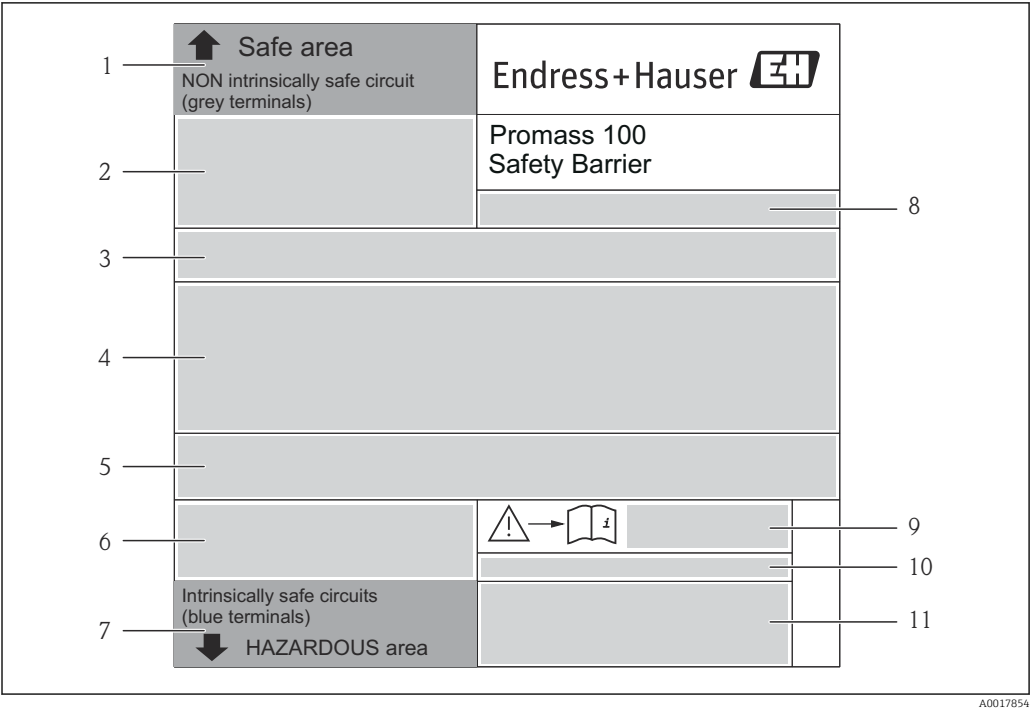 Safe area
NON intrinsically safe circuit
(grey terminals)
Endress+Hauser EH
Promass 100
Safety Barrier
1
2
3
4
5
6
7
8
9
10
11
i
Intrinsically safe circuits
(blue terminals)
HAZARDOUS area
A0017854